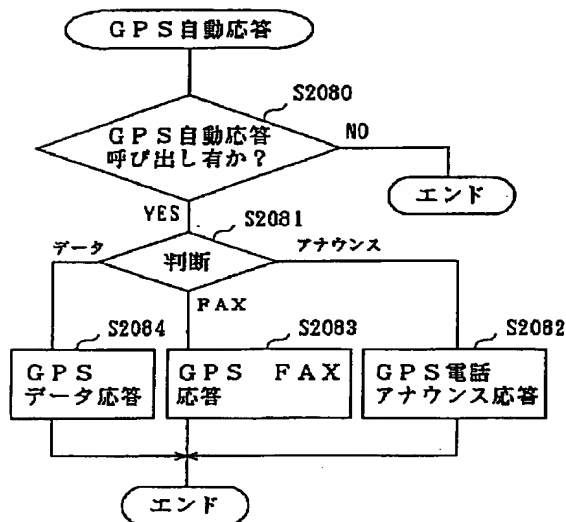 GPS自動応答
S2080
GPS自動応答
呼び出し有か？
NO
エンド
YES
S2081
データ
判断
アナウンス
FAX
S2084
S2083
S2082
GPS
データ応答
GPS FAX
応答
GPS電話
アナウンス応答
エンド